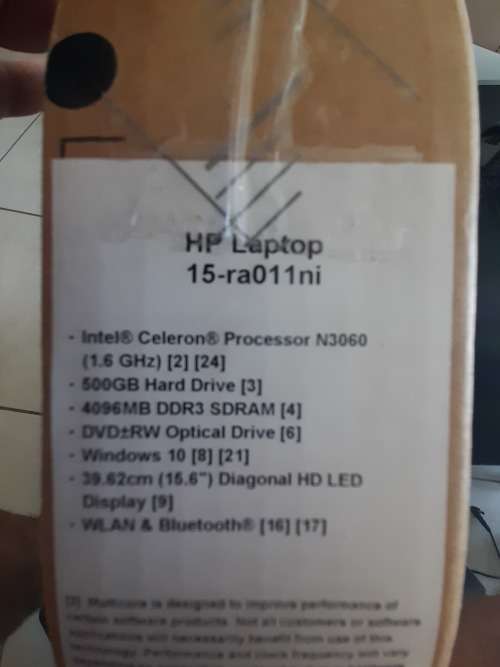 HP Laptop
15-ra011ni
- Intel® Celeron® Processor N3060
(1.6 GHz) [2] [24]
- 500GB Hard Drive [3]
- 4096MB DDR3 SDRAM [4]
- DVD±RW Optical Drive [6]
- Windows 10 [8] [21]
- 39.62cm (15.6") Diagonal HD LED
Display [9]
- WLAN & Bluetooth® [16] [17]
Multicore is designed to improve performance of
certain software products. Not all customers or software
applications will necessarily benefit from use of this
technology. Performance and clock frequency will vary